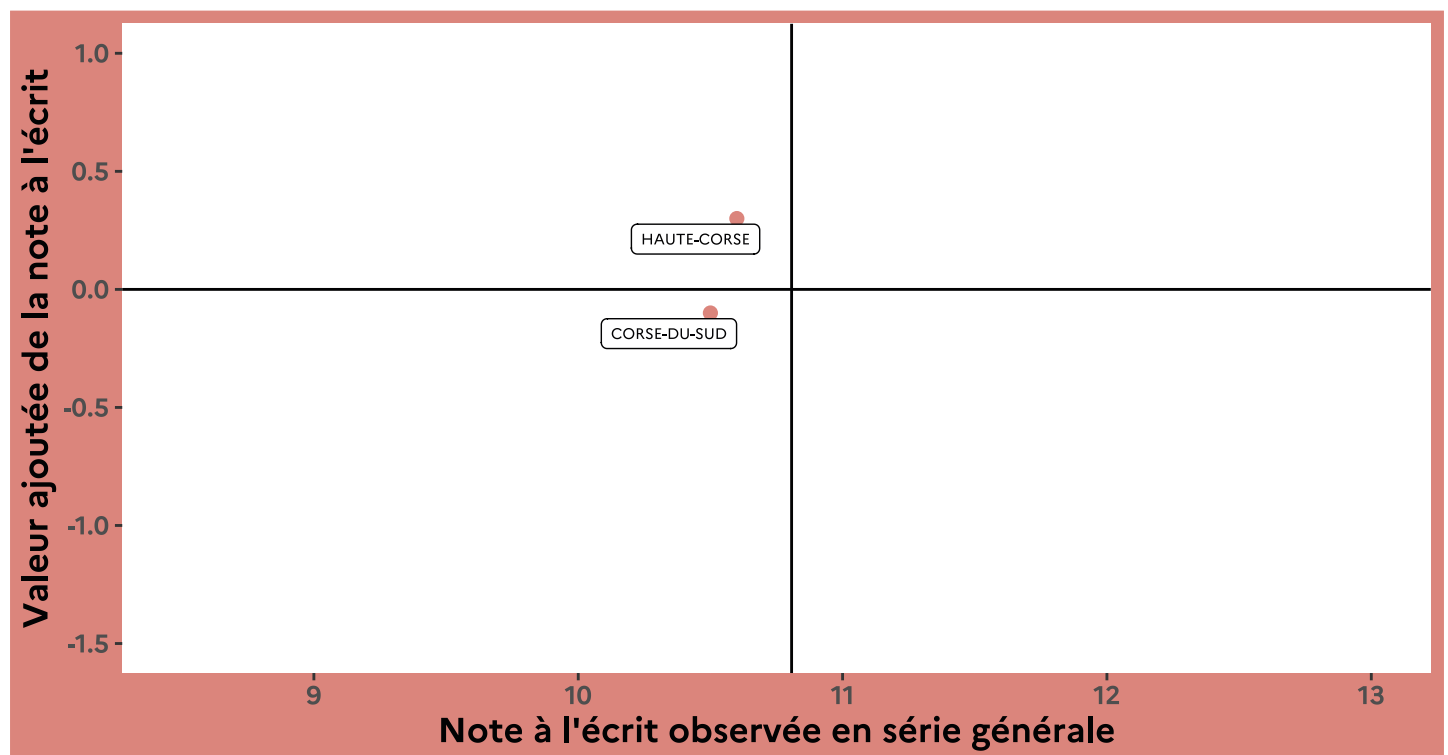 Valeur ajoutée de la note à l'écrit
1.0
0.5
0.0
-0.5
-1.0
-1.5
HAUTE-CORSE
CORSE-DU-SUD
9
10
11
12
13
Note à l'écrit observée en série générale